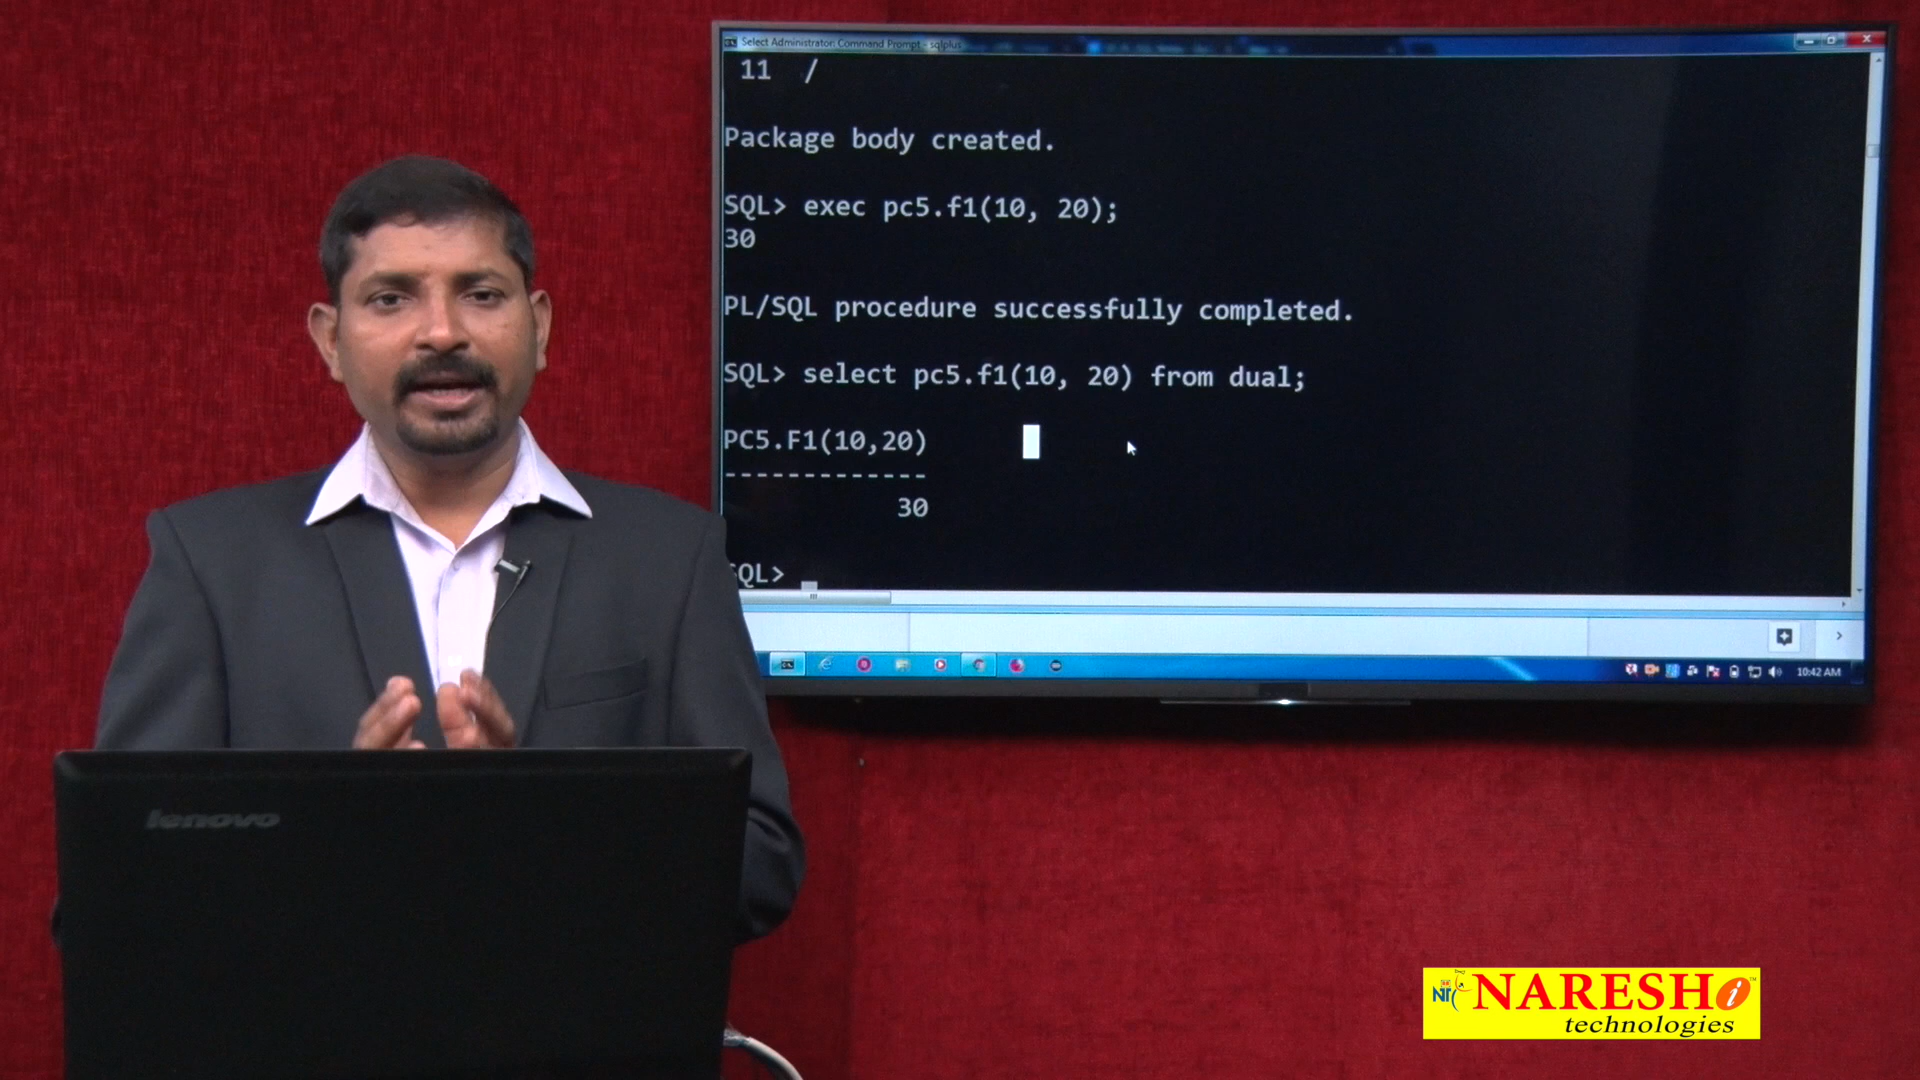 Select Administrator: Command Prompt - sqlplus
11 /
Package body created.
SQL> exec pc5.f1(10, 20);
30
PL/SQL procedure successfully completed.
SQL> select pc5.f1(10, 20) from dual;
PC5.F1(10,20)
-------------
30
SQL>
10:42 AM
lenovo
NARESH i
technologies